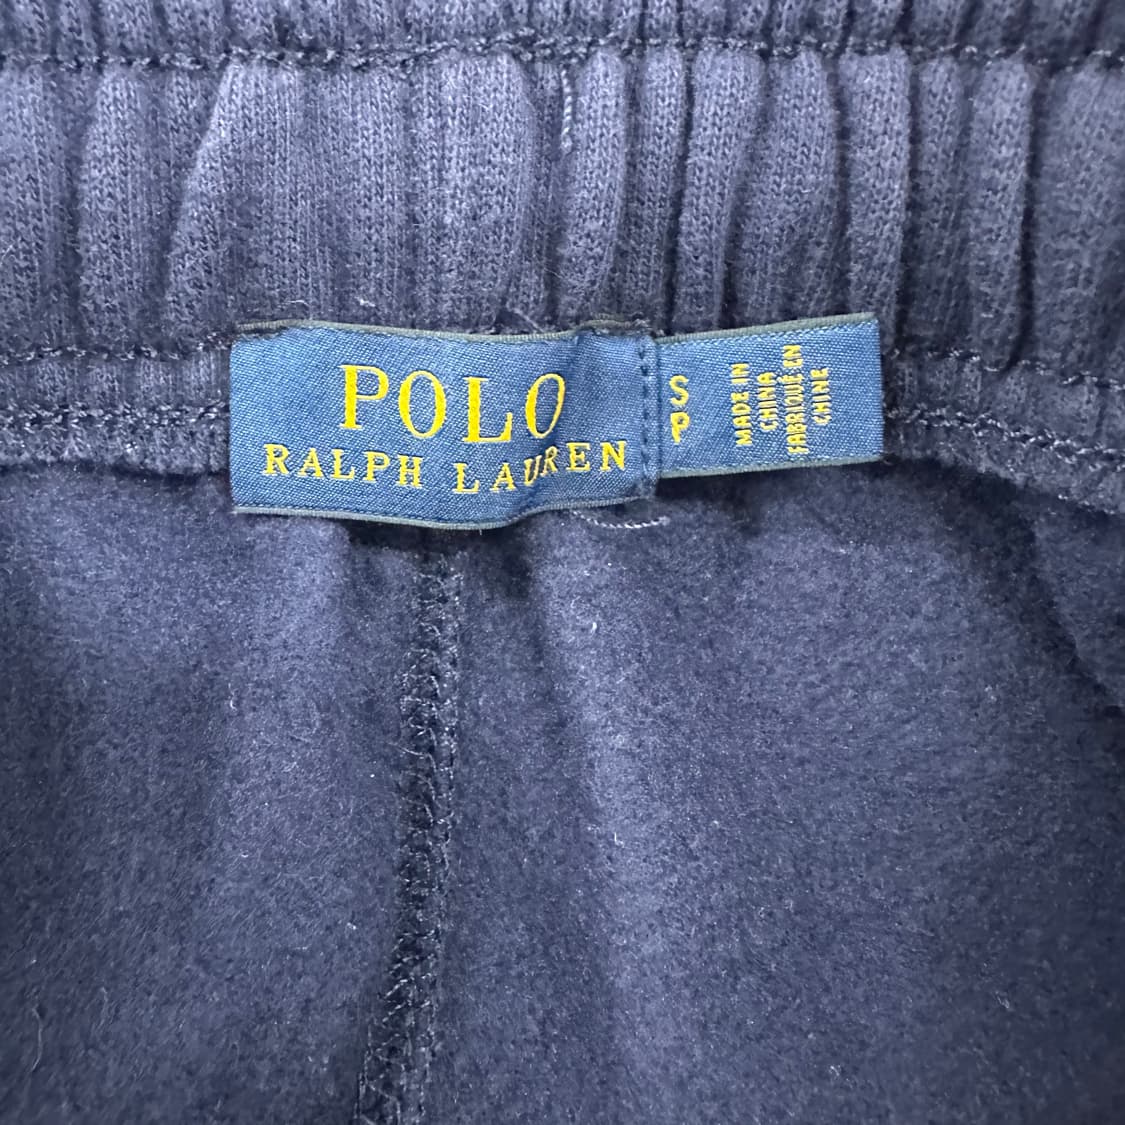 POLO
RALPH LAUREN
S
P
MADE IN
CHINA
FABRIQUÉ EN
CHINE